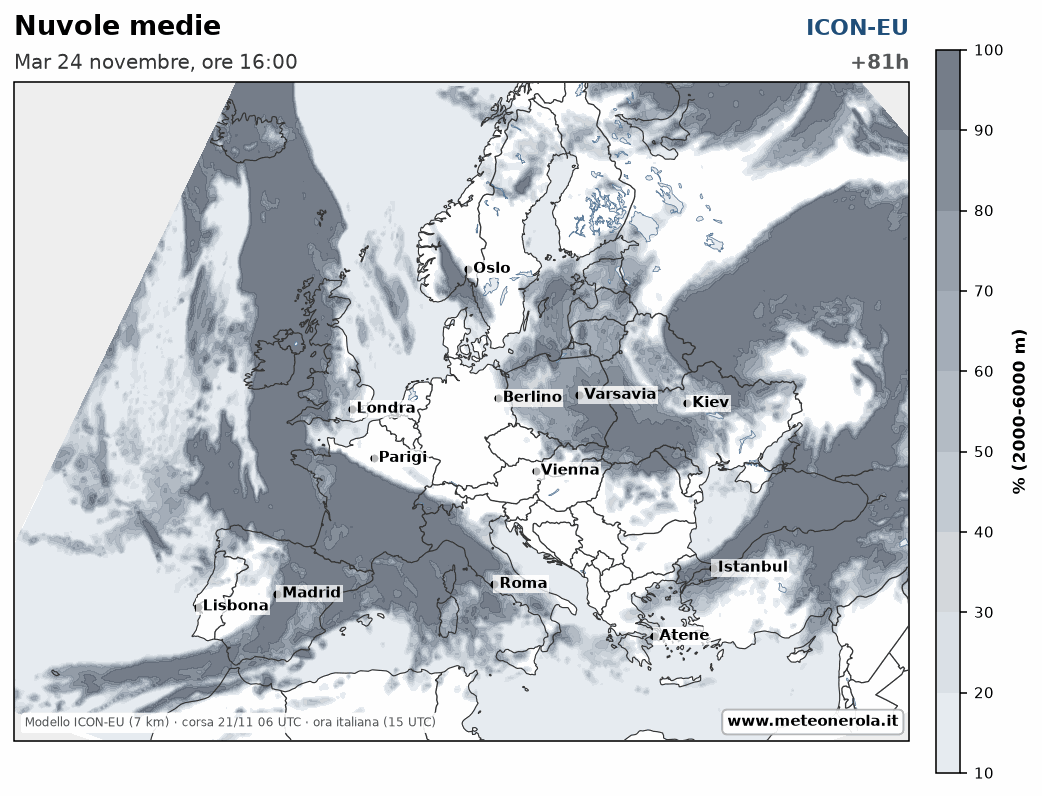 Nuvole medie
ICON-EU
Mar 24 novembre, ore 16:00
+81h
100
90
80
70
60
50
40
30
20
10
% (2000-6000 m)
Oslo
Berlino
Varsavia
Kiev
Londra
Parigi
Vienna
Istanbul
Roma
Madrid
Lisbona
Atene
Modello ICON-EU (7 km) · corsa 21/11 06 UTC · ora italiana (15 UTC)
www.meteonerola.it